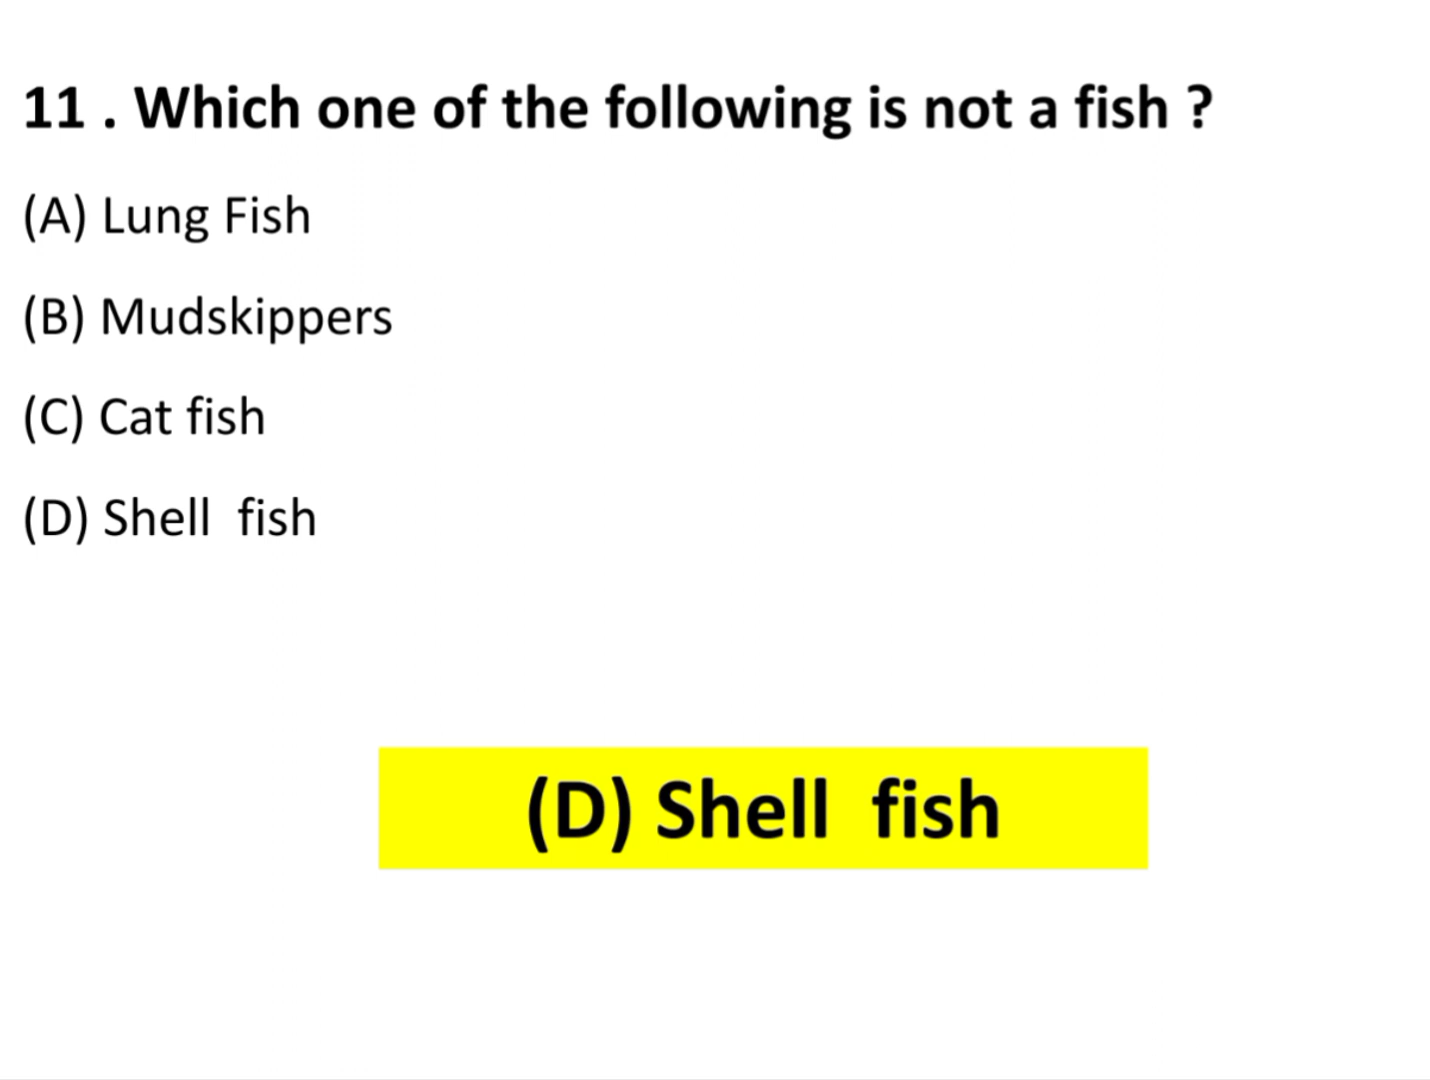 11 . Which one of the following is not a fish ?
(A) Lung Fish
(B) Mudskippers
(C) Cat fish
(D) Shell  fish
(D) Shell  fish